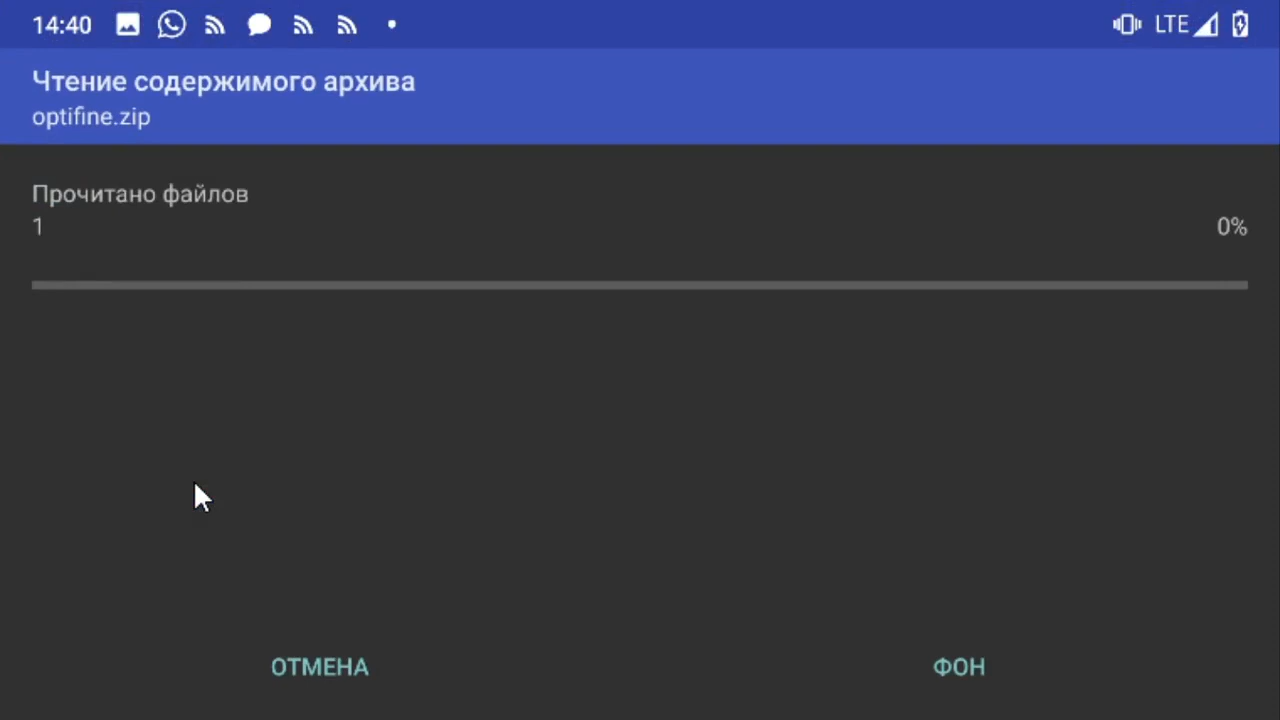 14:40 LTE
Чтение содержимого архива
optifine.zip
Прочитано файлов
1 0%
ОТМЕНА ФОН